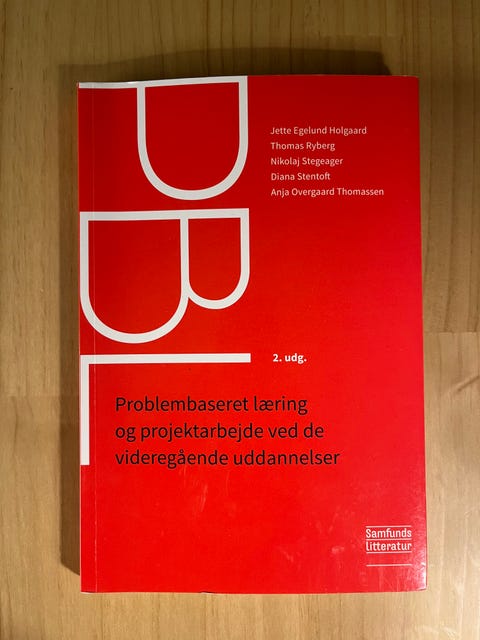 PBL
Jette Egelund Holgaard
Thomas Ryberg
Nikolaj Stegeager
Diana Stentoft
Anja Overgaard Thomassen
2. udg.
Problembaseret læring
og projektarbejde ved de
videregående uddannelser
Samfunds
litteratur